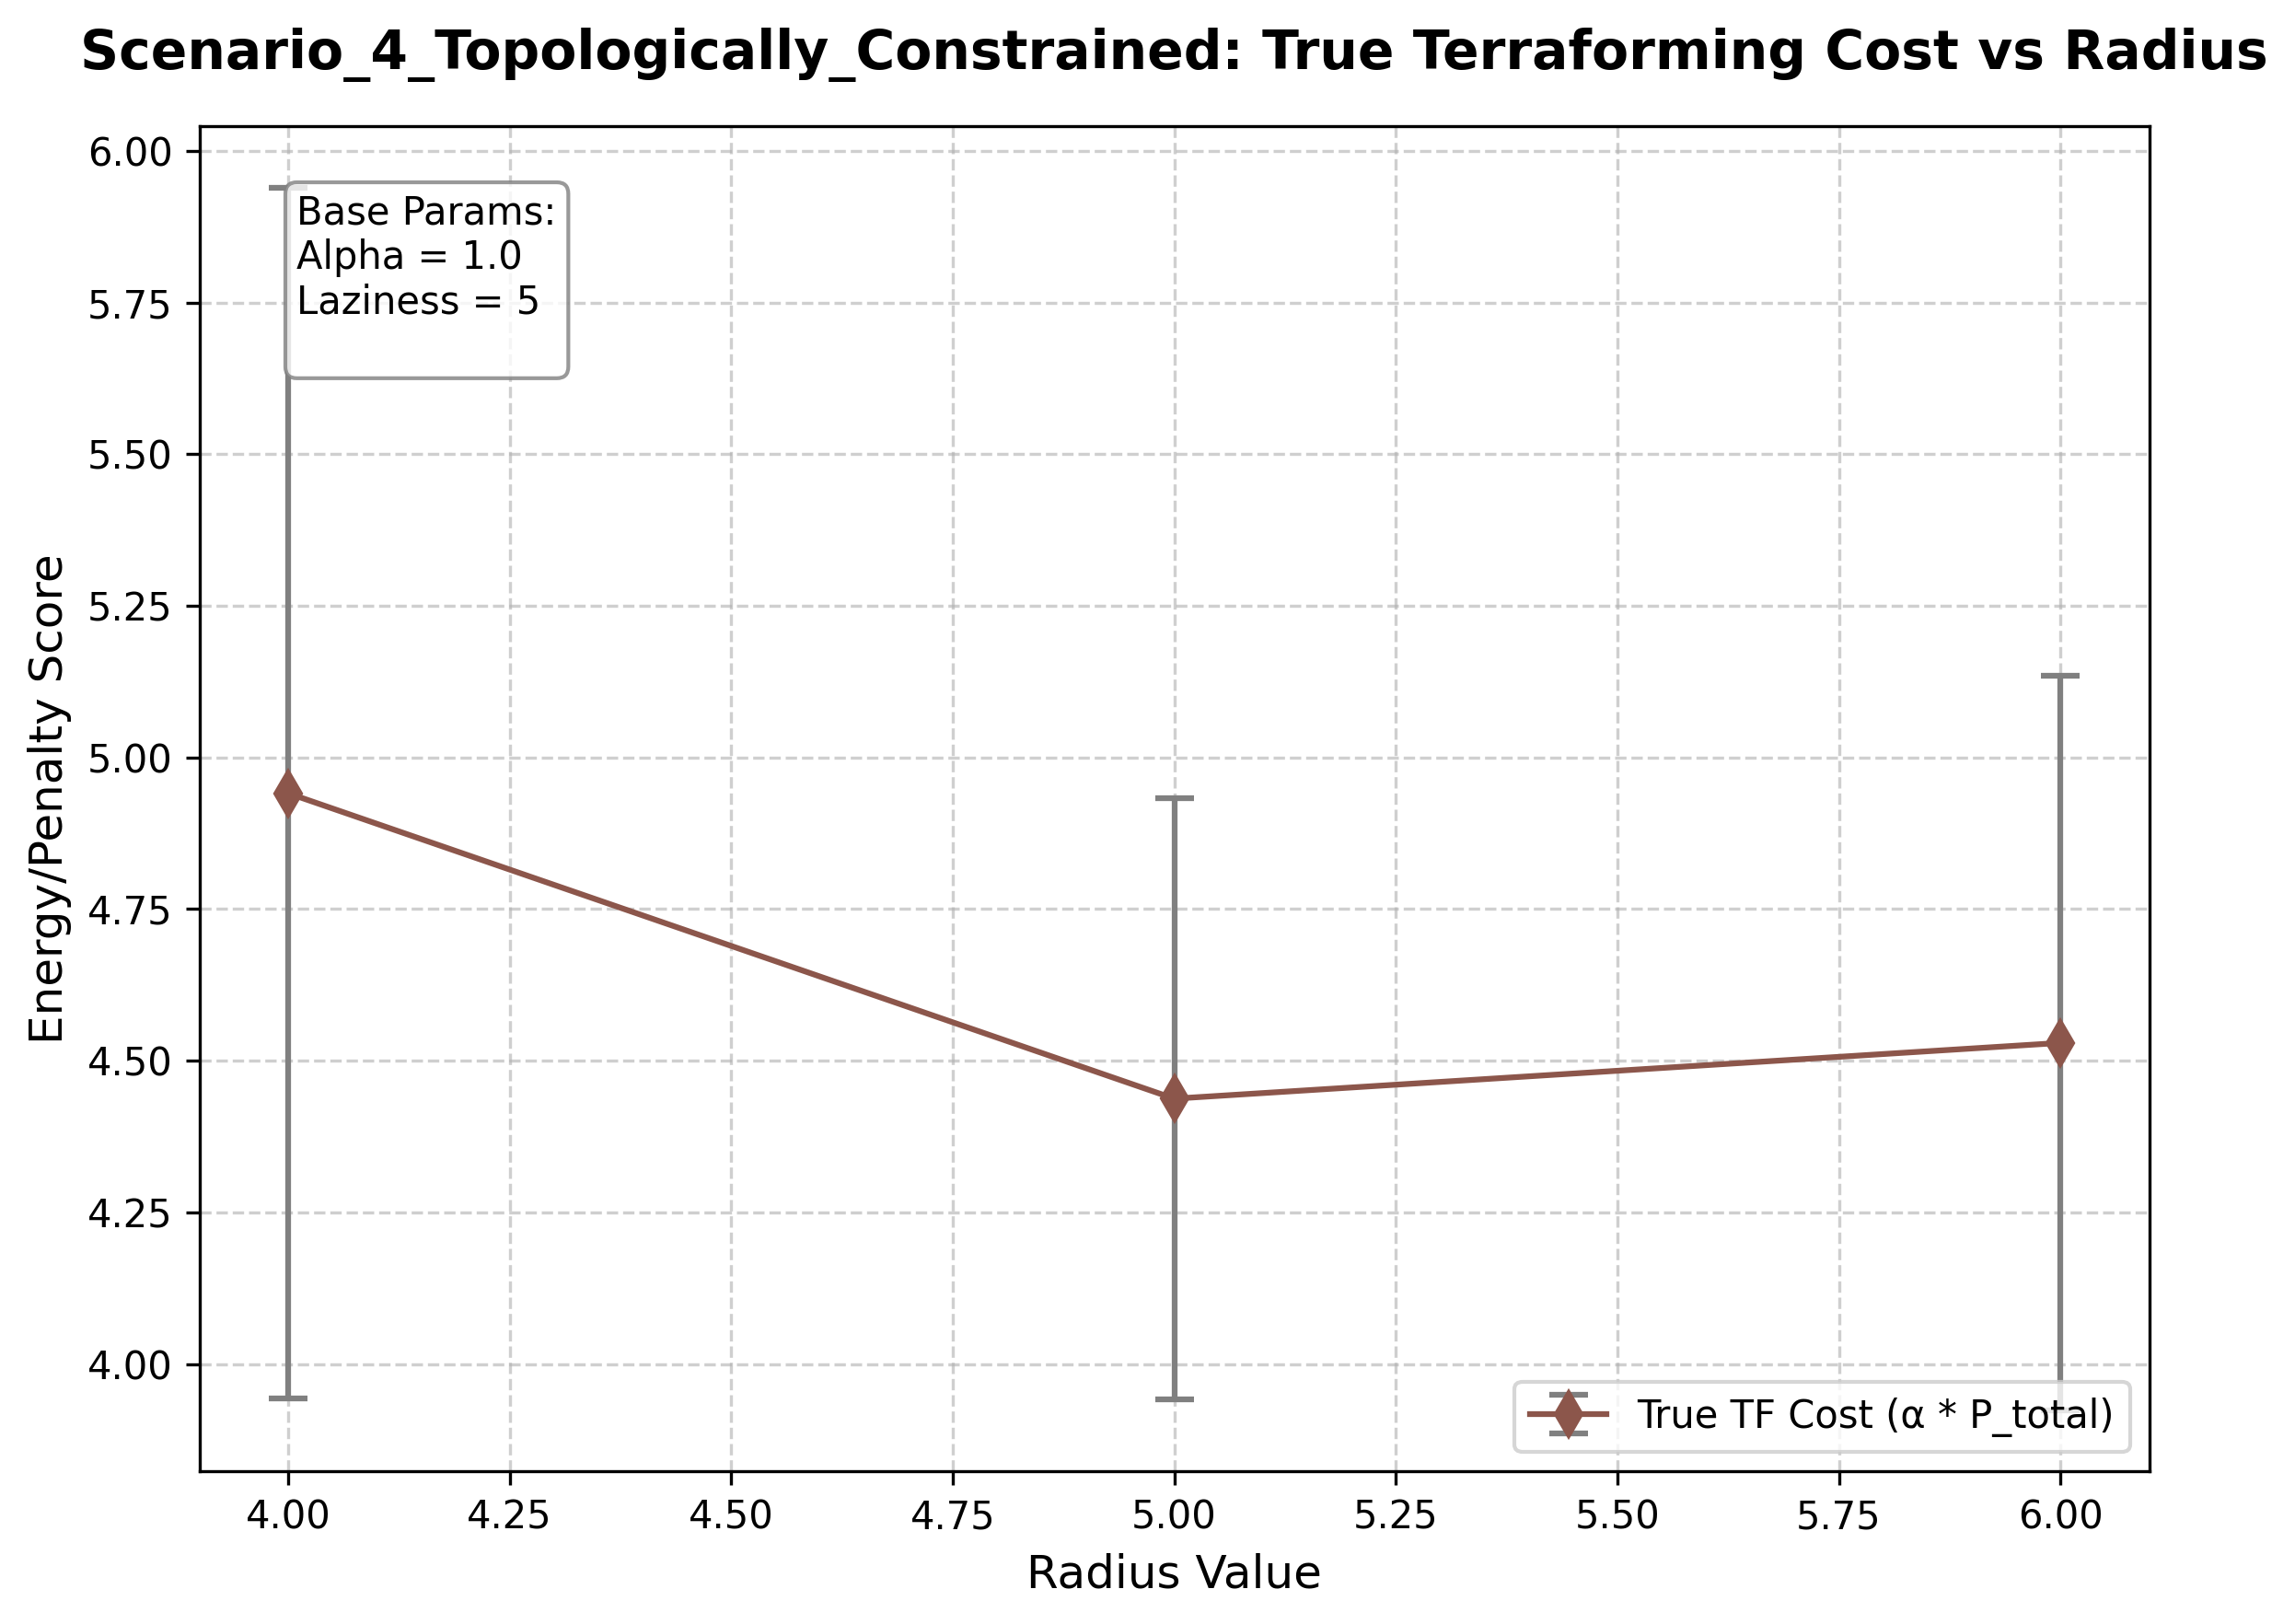 Scenario_4_Topologically_Constrained: True Terraforming Cost vs Radius
6.00
5.75
5.50
5.25
5.00
4.75
4.50
4.25
4.00
Energy/Penalty Score
Base Params:
Alpha = 1.0
Laziness = 5
True TF Cost (α * P_total)
4.00 4.25 4.50 4.75 5.00 5.25 5.50 5.75 6.00
Radius Value